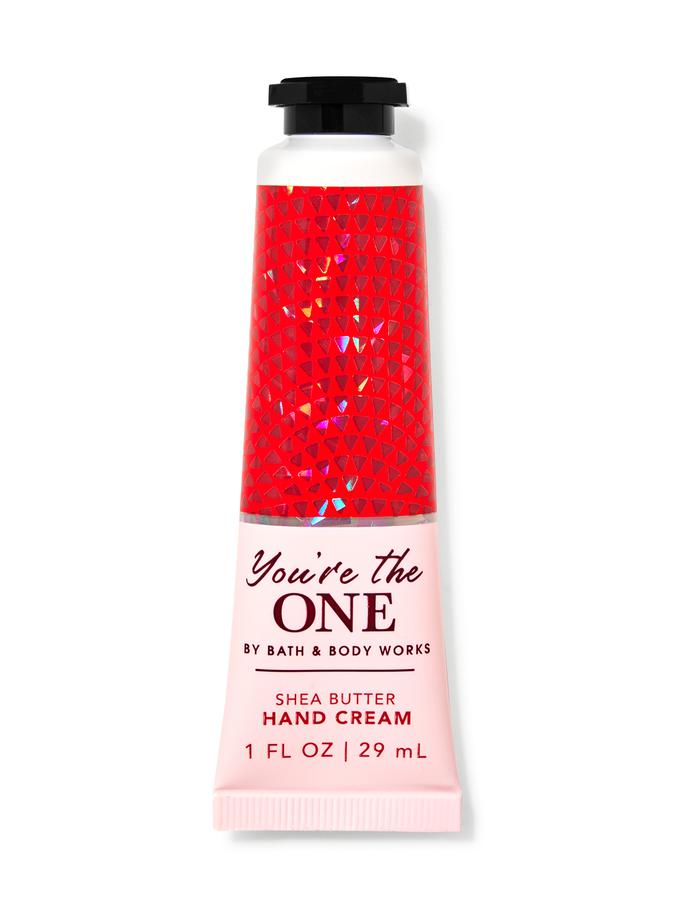 You're the
ONE
BY BATH & BODY WORKS
SHEA BUTTER
HAND CREAM
1 FL OZ | 29 mL